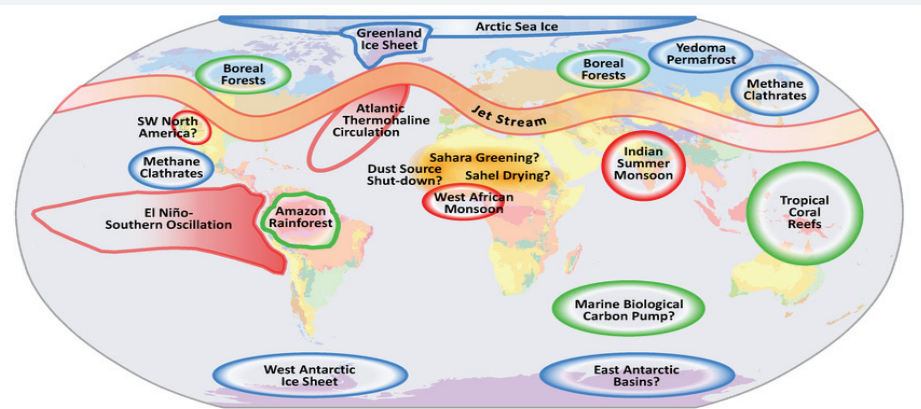 Arctic Sea Ice
Greenland
Ice Sheet
Yedoma
Permafrost
Boreal
Forests
Boreal
Forests
Methane
Clathrates
Atlantic
Thermohaline
Circulation
Jet Stream
SW North
America?
Indian
Summer
Monsoon
Sahara Greening?
Methane
Clathrates
Dust Source
Shut-down?
Sahel Drying?
West African
Monsoon
Tropical
Coral
Reefs
El Niño-
Southern Oscillation
Amazon
Rainforest
Marine Biological
Carbon Pump?
West Antarctic
Ice Sheet
East Antarctic
Basins?